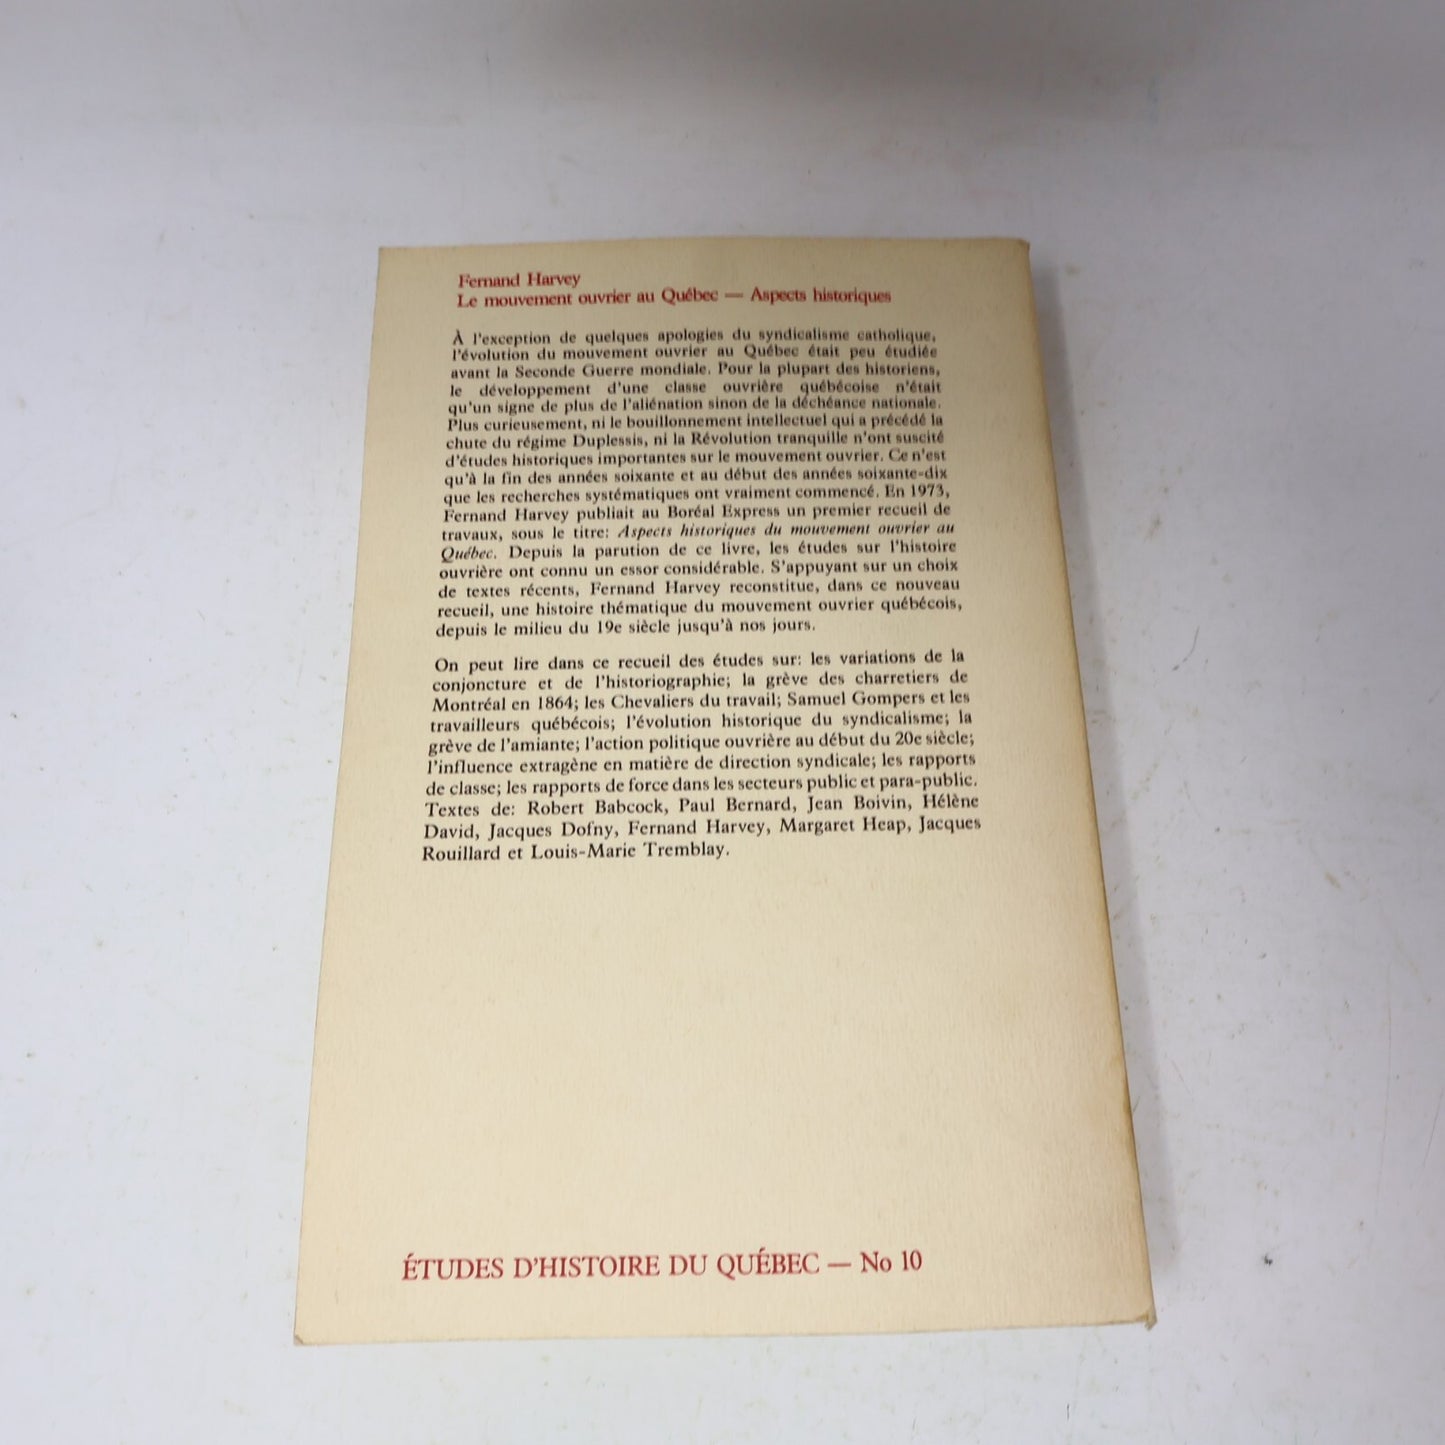 Fernand Harvey
Le mouvement ouvrier au Québec — Aspects historiques
À l'exception de quelques apologies du syndicalisme catholique,
l'évolution du mouvement ouvrier au Québec était peu étudiée
avant la Seconde Guerre mondiale. Pour la plupart des historiens,
le développement d'une classe ouvrière québécoise n'était
qu'un signe de plus de l'aliénation sinon de la déchéance nationale.
Plus curieusement, ni le bouillonnement intellectuel qui a précédé la
chute du régime Duplessis, ni la Révolution tranquille n'ont suscité
d'études historiques importantes sur le mouvement ouvrier. Ce n'est
qu'à la fin des années soixante et au début des années soixante-dix
que les recherches systématiques ont vraiment commencé. En 1973,
Fernand Harvey publiait au Boréal Express un premier recueil de
travaux, sous le titre: Aspects historiques du mouvement ouvrier au
Québec. Depuis la parution de ce livre, les études sur l'histoire
ouvrière ont connu un essor considérable. S'appuyant sur un choix
de textes récents, Fernand Harvey reconstitue, dans ce nouveau
recueil, une histoire thématique du mouvement ouvrier québécois,
depuis le milieu du 19e siècle jusqu'à nos jours.
On peut lire dans ce recueil des études sur: les variations de la
conjoncture et de l'historiographie; la grève des charretiers de
Montréal en 1864; les Chevaliers du travail; Samuel Gompers et les
travailleurs québécois; l'évolution historique du syndicalisme; la
grève de l'amiante; l'action politique ouvrière au début du 20e siècle;
l'influence extragène en matière de direction syndicale; les rapports
de classe; les rapports de force dans les secteurs public et para-public.
Textes de: Robert Babcock, Paul Bernard, Jean Boivin, Hélène
David, Jacques Dofny, Fernand Harvey, Margaret Heap, Jacques
Rouillard et Louis-Marie Tremblay.
ÉTUDES D'HISTOIRE DU QUÉBEC — No 10